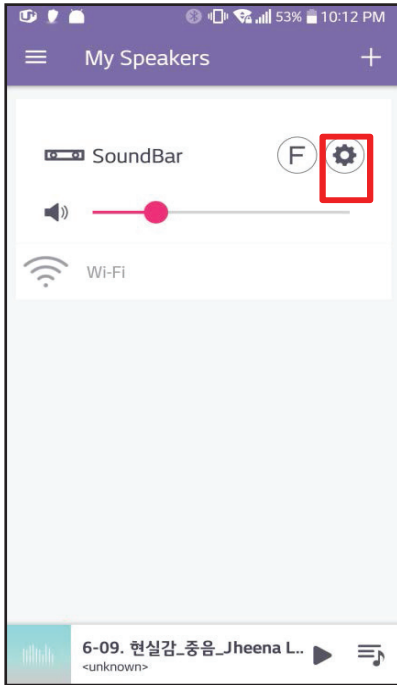 53% 10:12 PM
My Speakers
SoundBar F
Wi-Fi
6-09. 현실감_중음_Jheena L..
<unknown>